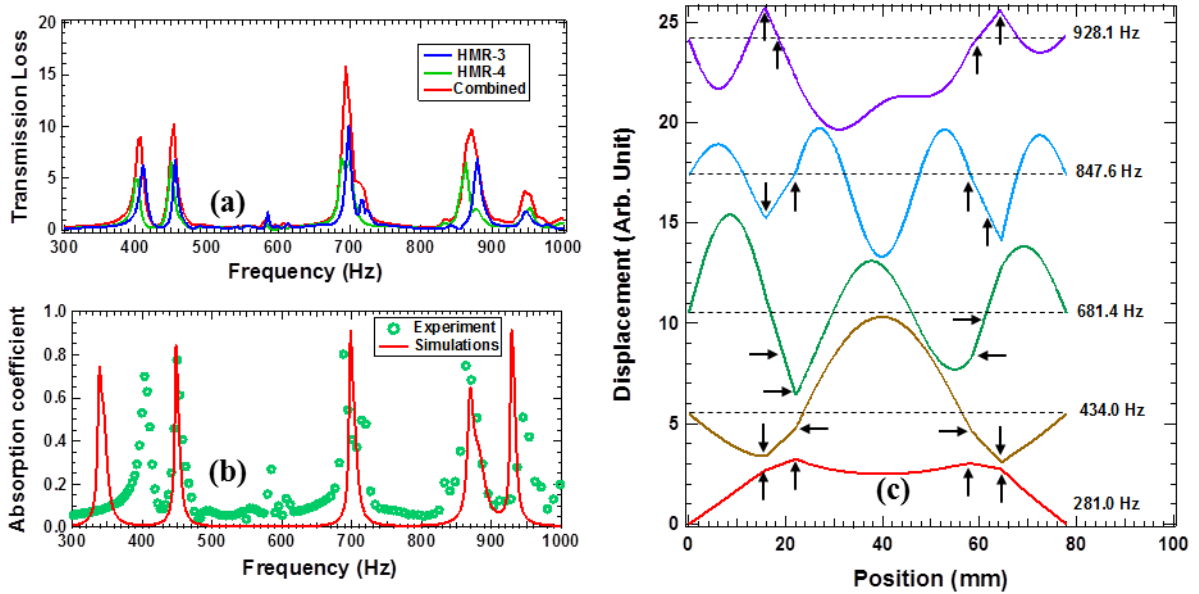 Transmission Loss
20
15
10
5
0
HMR-3
HMR-4
Combined
(a)
300 400 500 600 700 800 900 1000
Frequency (Hz)
Absorption coefficient
1.0
0.8
0.6
0.4
0.2
0.0
Experiment
Simulations
(b)
300 400 500 600 700 800 900 1000
Frequency (Hz)
Displacement (Arb. Unit)
25
20
15
10
5
0
928.1 Hz
847.6 Hz
681.4 Hz
434.0 Hz
281.0 Hz
(c)
0 20 40 60 80 100
Position (mm)